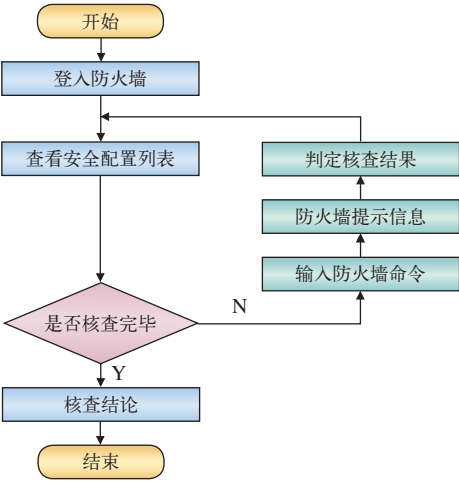 开始
登入防火墙
查看安全配置列表
判定核查结果
防火墙提示信息
输入防火墙命令
是否核查完毕
N
Y
核查结论
结束